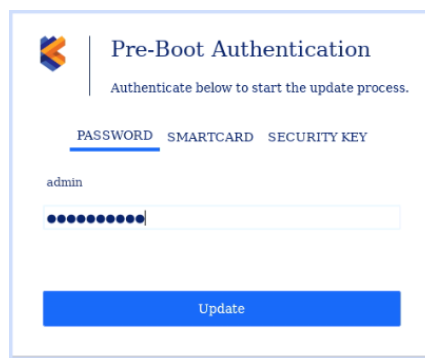 Pre-Boot Authentication
Authenticate below to start the update process.
PASSWORD SMARTCARD SECURITY KEY
admin
●●●●●●●●●●
Update